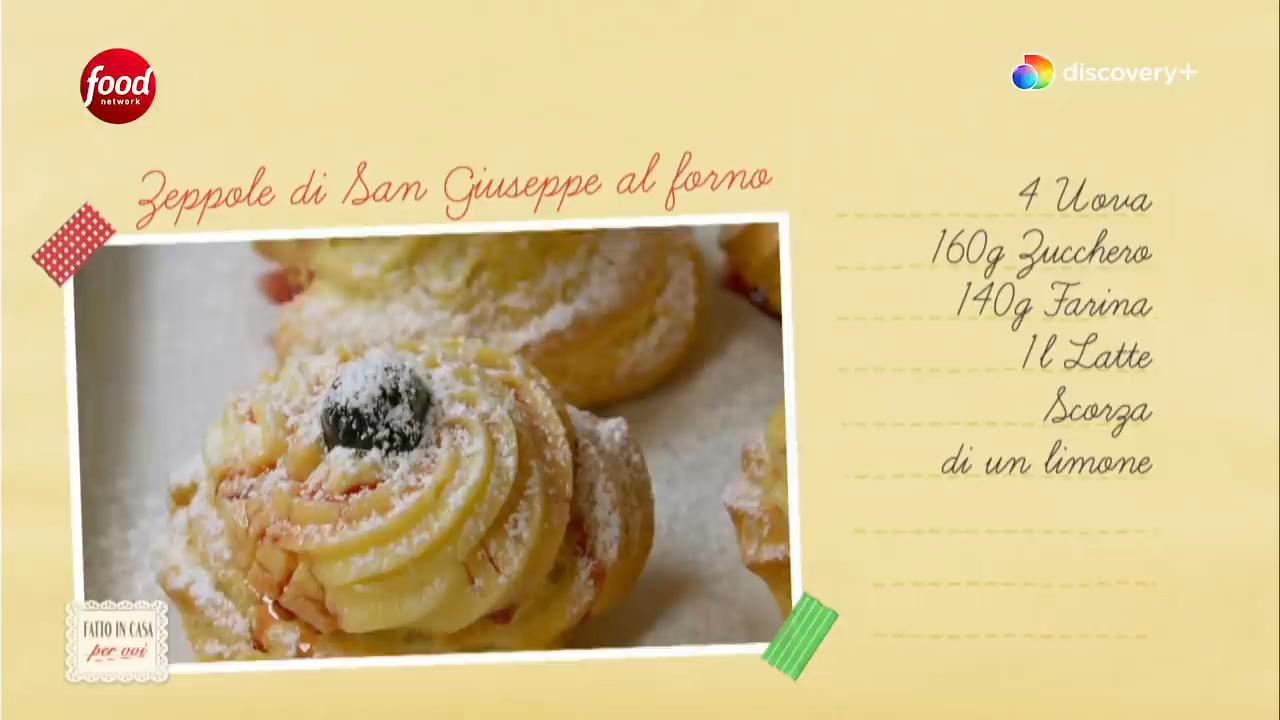 food
network
discovery+
Zeppole di San Giuseppe al forno
4 Uova
160g Zucchero
140g Farina
1l Latte
Scorza
di un limone
FATTO IN CASA
per voi